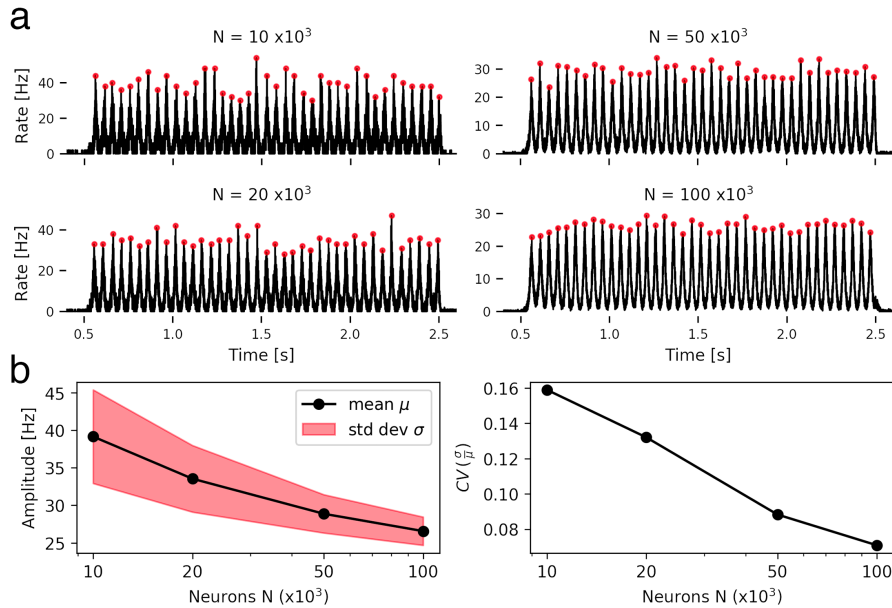 a
N = 10 x10³
Rate [Hz]
40
20
0
N = 50 x10³
30
20
10
0
N = 20 x10³
Rate [Hz]
40
20
0
0.5 1.0 1.5 2.0 2.5
Time [s]
N = 100 x10³
30
20
10
0
0.5 1.0 1.5 2.0 2.5
Time [s]
b
Amplitude [Hz]
45
40
35
30
25
mean μ
std dev σ
10 20 50 100
Neurons N (x10³)
CV (σ/μ)
0.16
0.14
0.12
0.10
0.08
10 20 50 100
Neurons N (x10³)